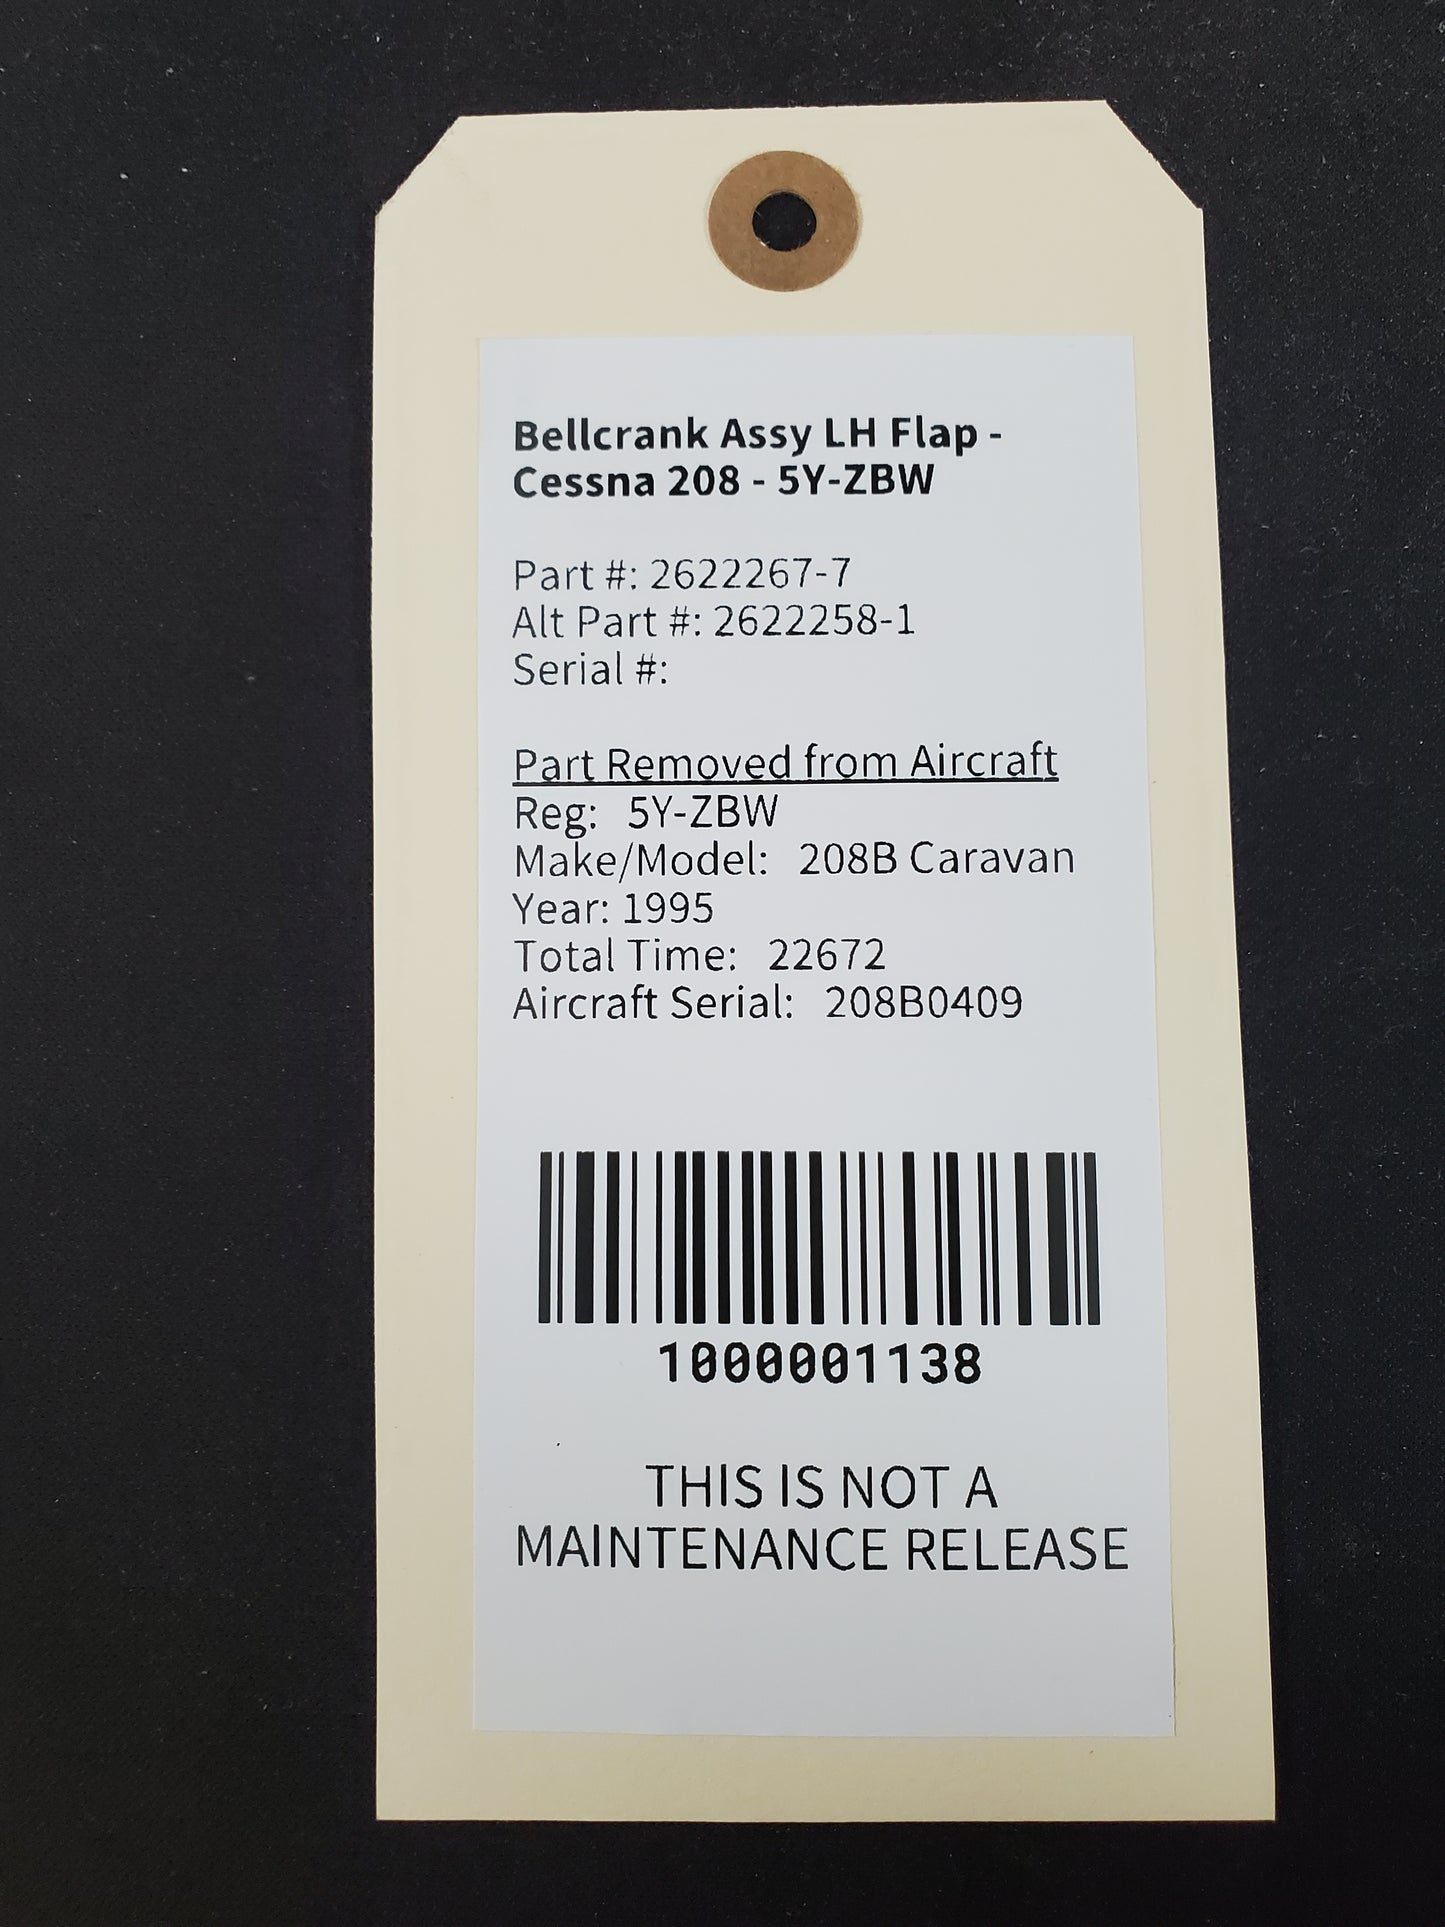 Bellcrank Assy LH Flap -
Cessna 208 - 5Y-ZBW
Part #: 2622267-7
Alt Part #: 2622258-1
Serial #:
Part Removed from Aircraft
Reg: 5Y-ZBW
Make/Model: 208B Caravan
Year: 1995
Total Time: 22672
Aircraft Serial: 208B0409
1000001138
THIS IS NOT A
MAINTENANCE RELEASE